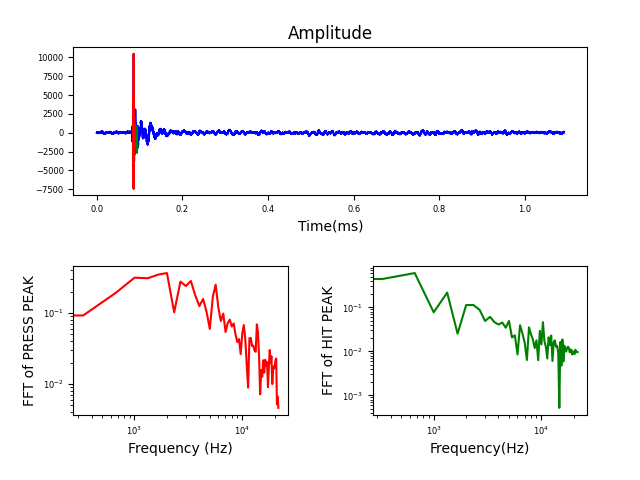 Amplitude
10000
7500
5000
2500
0
−2500
−5000
−7500
0.0 0.2 0.4 0.6 0.8 1.0
Time(ms)
FFT of PRESS PEAK
10⁻¹
10⁻²
10³ 10⁴
Frequency (Hz)
FFT of HIT PEAK
10⁻¹
10⁻²
10⁻³
10³ 10⁴
Frequency(Hz)